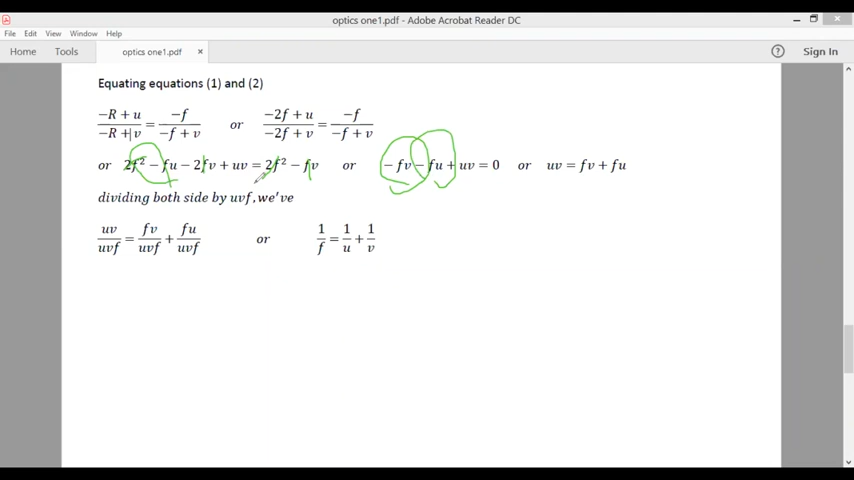 optics one1.pdf - Adobe Acrobat Reader DC
File Edit View Window Help
Home Tools optics one1.pdf × ? Sign In
Equating equations (1) and (2)
(-R + u)/(-R + v) = (-f)/(-f + v) or (-2f + u)/(-2f + v) = (-f)/(-f + v)
or 2f² − fu − 2fv + uv = 2f² − fv or − fv − fu + uv = 0 or uv = fv + fu
dividing both side by uvf, we've
uv/uvf = fv/uvf + fu/uvf or 1/f = 1/u + 1/v